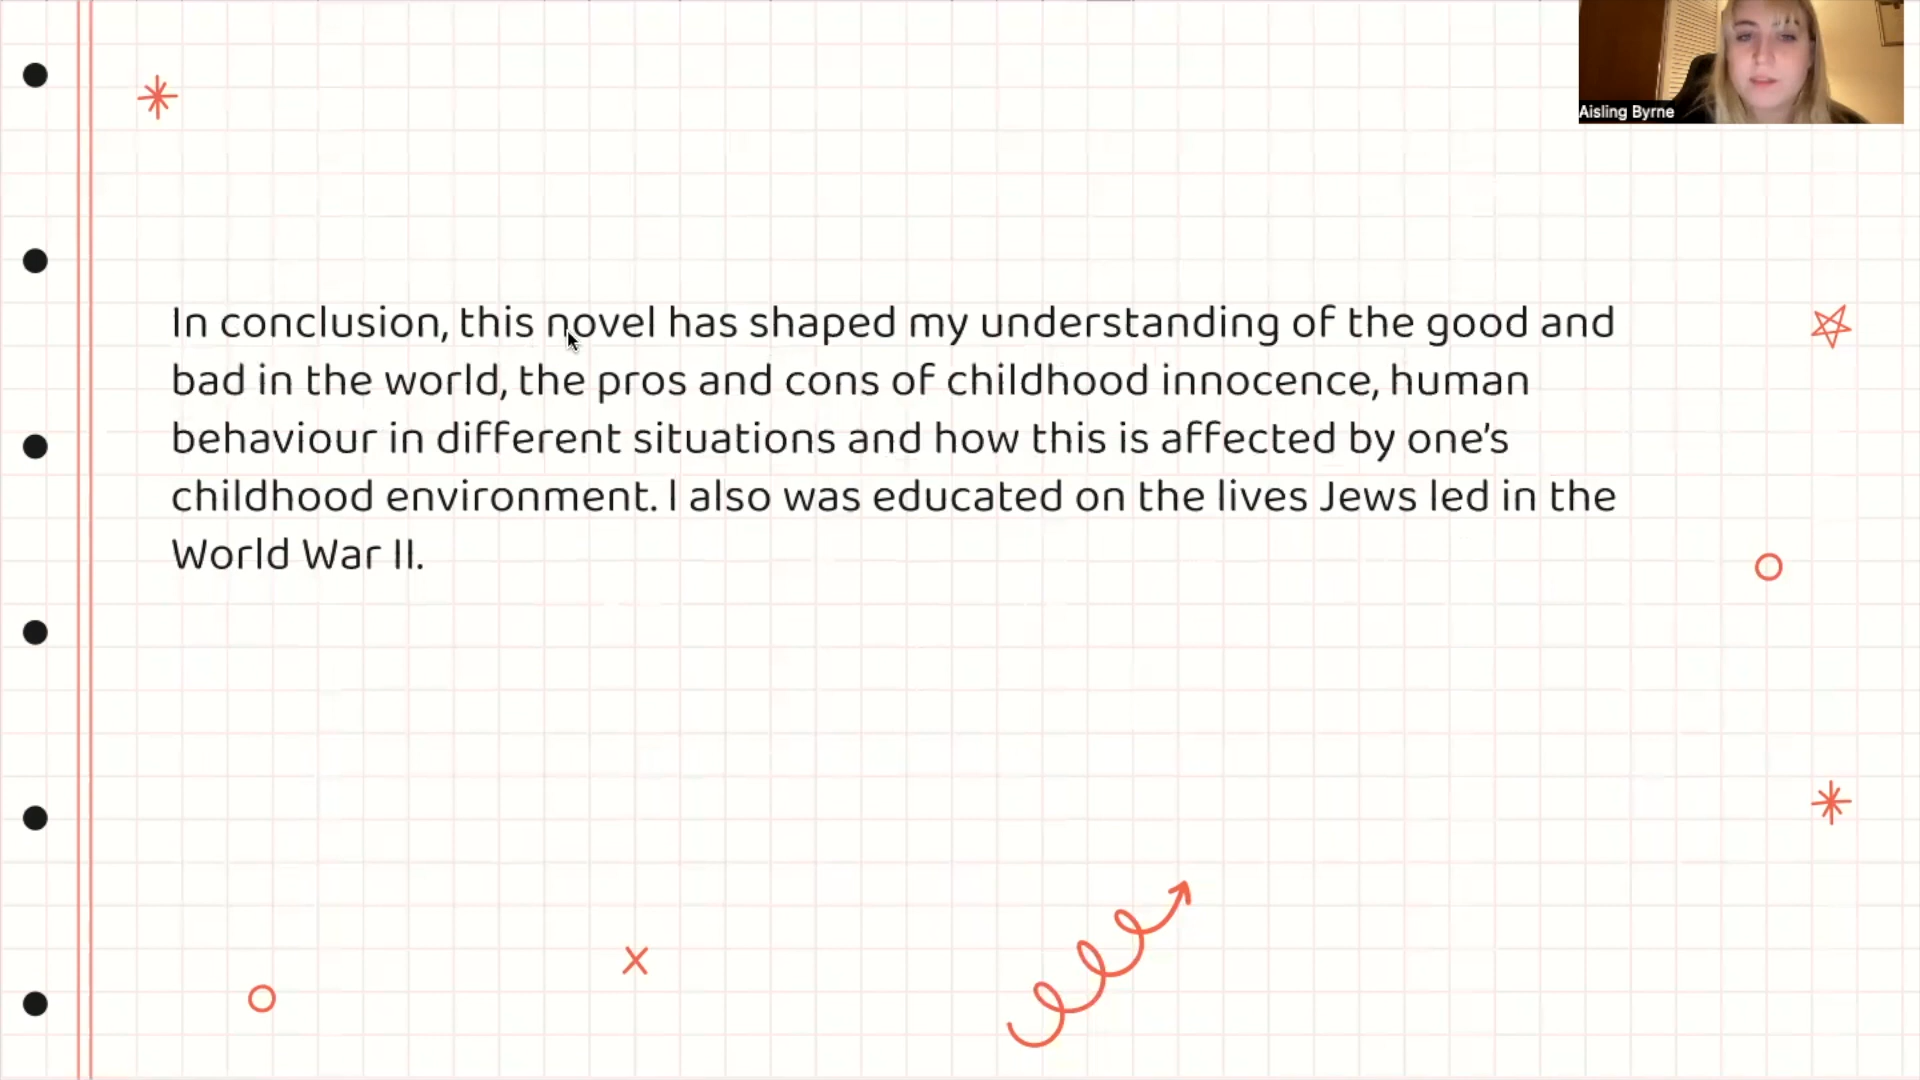 Aisling Byrne
In conclusion, this novel has shaped my understanding of the good and
bad in the world, the pros and cons of childhood innocence, human
behaviour in different situations and how this is affected by one's
childhood environment. I also was educated on the lives Jews led in the
World War II.